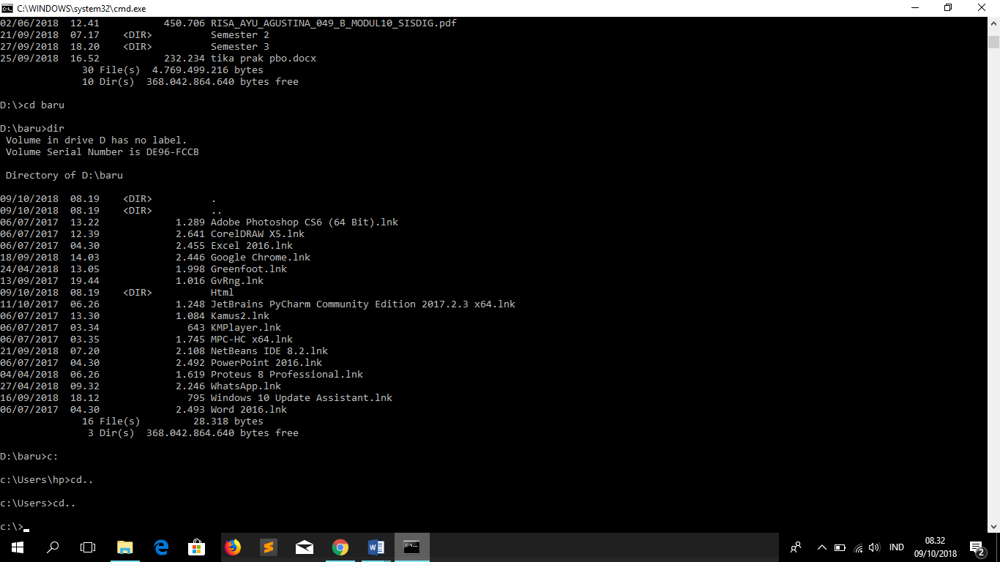 C:\WINDOWS\system32\cmd.exe
02/06/2018  12.41           450.706 RISA_AYU_AGUSTINA_049_B_MODUL10_SISDIG.pdf
21/09/2018  07.17    <DIR>          Semester 2
27/09/2018  18.20    <DIR>          Semester 3
25/09/2018  16.52           232.234 tika prak pbo.docx
              30 File(s)  4.769.499.216 bytes
              10 Dir(s)  368.042.864.640 bytes free
D:\>cd baru
D:\baru>dir
 Volume in drive D has no label.
 Volume Serial Number is DE96-FCCB
 Directory of D:\baru
09/10/2018  08.19    <DIR>          .
09/10/2018  08.19    <DIR>          ..
06/07/2017  13.22             1.289 Adobe Photoshop CS6 (64 Bit).lnk
06/07/2017  12.39             2.641 CorelDRAW X5.lnk
06/07/2017  04.30             2.455 Excel 2016.lnk
18/09/2018  14.03             2.446 Google Chrome.lnk
24/04/2018  13.05             1.998 Greenfoot.lnk
13/09/2017  19.44             1.016 GvRng.lnk
09/10/2018  08.19    <DIR>          Html
11/10/2017  06.26             1.248 JetBrains PyCharm Community Edition 2017.2.3 x64.lnk
06/07/2017  13.30             1.084 Kamus2.lnk
06/07/2017  03.34               643 KMPlayer.lnk
06/07/2017  03.35             1.745 MPC-HC x64.lnk
21/09/2018  07.20             2.108 NetBeans IDE 8.2.lnk
06/07/2017  04.30             2.492 PowerPoint 2016.lnk
04/04/2018  06.26             1.619 Proteus 8 Professional.lnk
27/04/2018  09.32             2.246 WhatsApp.lnk
16/09/2018  18.12               795 Windows 10 Update Assistant.lnk
06/07/2017  04.30             2.493 Word 2016.lnk
              16 File(s)         28.318 bytes
               3 Dir(s)  368.042.864.640 bytes free
D:\baru>c:
c:\Users\hp>cd..
c:\Users>cd..
c:\>
IND
08.32
09/10/2018
2